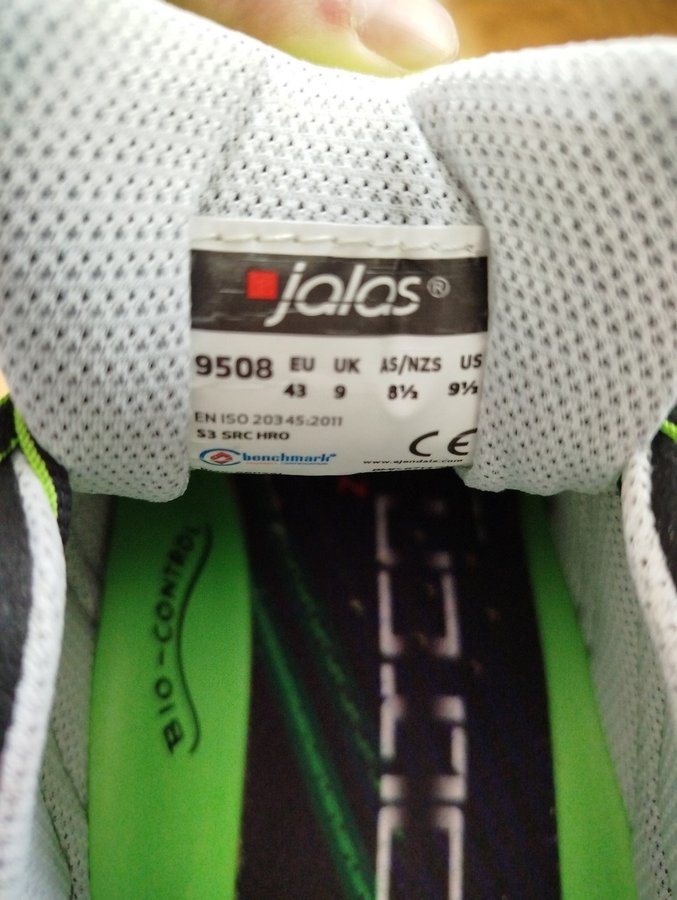 jalas®
9508 EU UK AS/NZS US
43 9 8½ 9½
EN ISO 20345:2011
S3 SRC HRO
benchmark®
CE
BIO-CONTROL